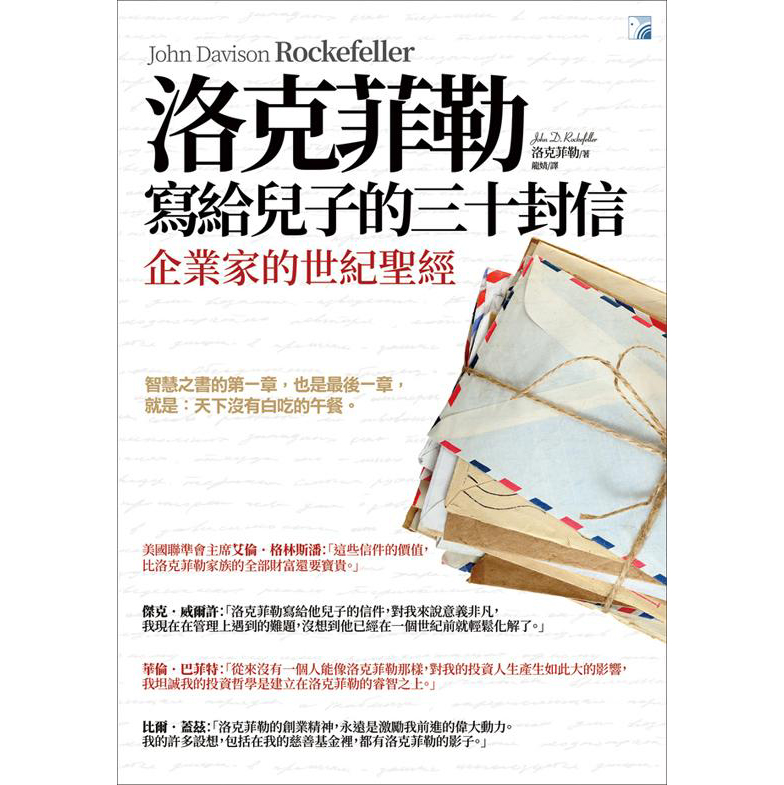 John Davison Rockefeller
洛克菲勒
John D. Rockefeller
洛克菲勒/著
龍婧/譯
寫給兒子的三十封信
企業家的世紀聖經
智慧之書的第一章，也是最後一章，
就是：天下沒有白吃的午餐。
美國聯準會主席艾倫‧格林斯潘：「這些信件的價值，
比洛克菲勒家族的全部財富還要寶貴。」
傑克‧威爾許：「洛克菲勒寫給他兒子的信件，對我來說意義非凡，
我現在在管理上遇到的難題，沒想到他已經在一個世紀前就輕鬆化解了。」
華倫‧巴菲特：「從來沒有一個人能像洛克菲勒那樣，對我的投資人生產生如此大的影響，
我坦誠我的投資哲學是建立在洛克菲勒的睿智之上。」
比爾‧蓋茲：「洛克菲勒的創業精神，永遠是激勵我前進的偉大動力。
我的許多設想，包括在我的慈善基金裡，都有洛克菲勒的影子。」